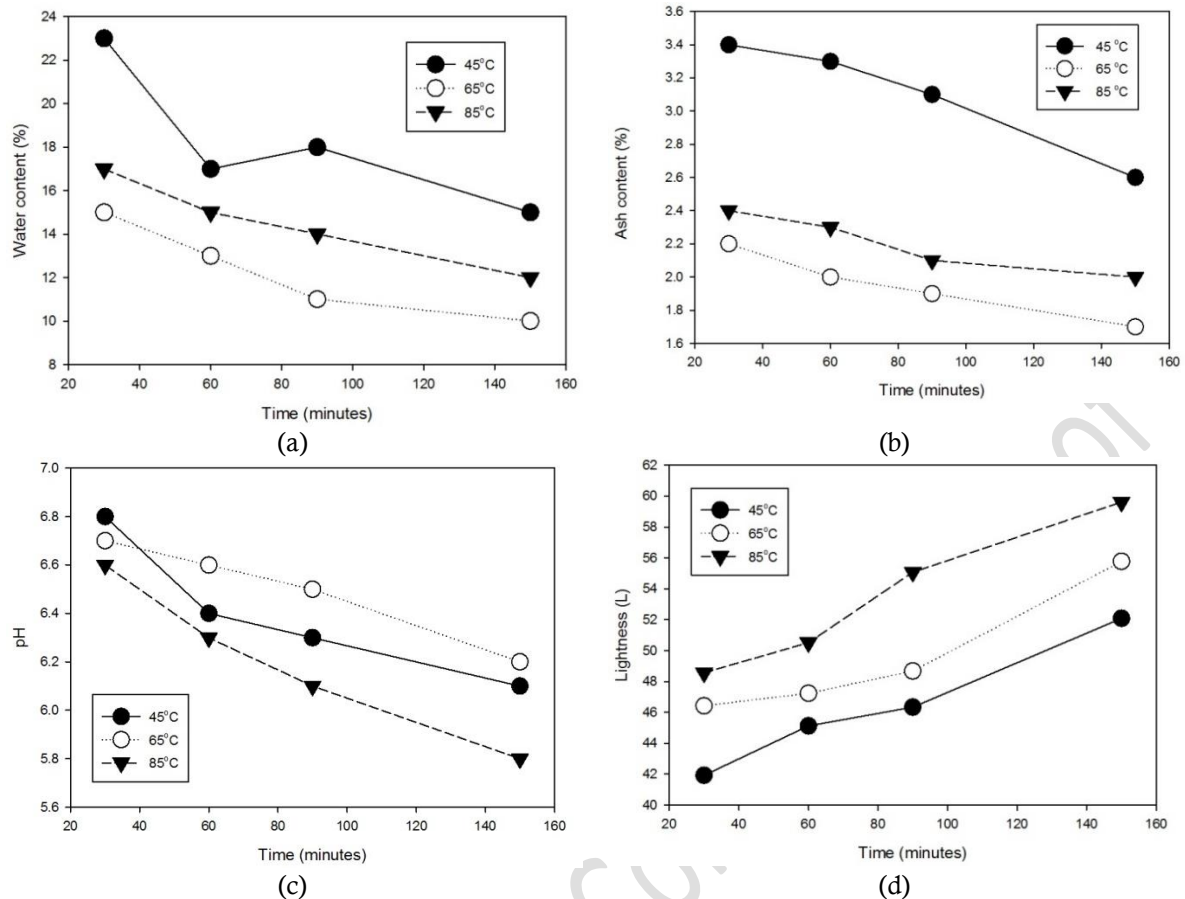 24
22
20
18
16
14
12
10
8
Water content (%)
45°C
65°C
85°C
20 40 60 80 100 120 140 160
Time (minutes)
(a)
3.6
3.4
3.2
3.0
2.8
2.6
2.4
2.2
2.0
1.8
1.6
Ash content (%)
45 °C
65 °C
85 °C
20 40 60 80 100 120 140 160
Time (minutes)
(b)
7.0
6.8
6.6
6.4
6.2
6.0
5.8
5.6
pH
45°C
65°C
85°C
20 40 60 80 100 120 140 160
Time (minutes)
(c)
62
60
58
56
54
52
50
48
46
44
42
40
Lightness (L)
45°C
65°C
85°C
20 40 60 80 100 120 140 160
Time (minutes)
(d)